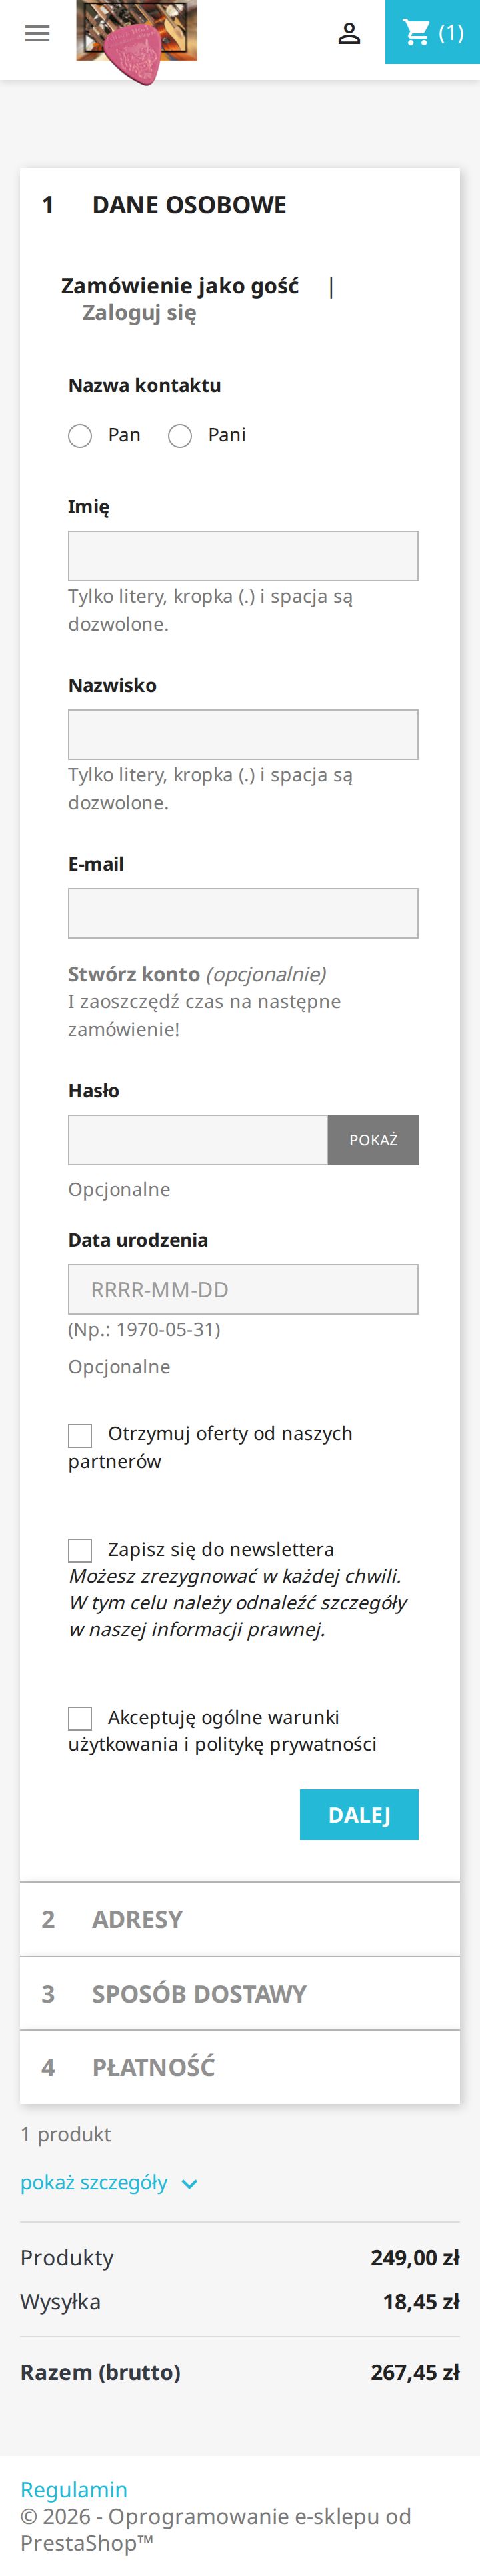 (1)
1 DANE OSOBOWE
Zamówienie jako gość |
Zaloguj się
Nazwa kontaktu
Pan Pani
Imię
Tylko litery, kropka (.) i spacja są
dozwolone.
Nazwisko
Tylko litery, kropka (.) i spacja są
dozwolone.
E-mail
Stwórz konto (opcjonalnie)
I zaoszczędź czas na następne
zamówienie!
Hasło
POKAŻ
Opcjonalne
Data urodzenia
RRRR-MM-DD
(Np.: 1970-05-31)
Opcjonalne
Otrzymuj oferty od naszych
partnerów
Zapisz się do newslettera
Możesz zrezygnować w każdej chwili.
W tym celu należy odnaleźć szczegóły
w naszej informacji prawnej.
Akceptuję ogólne warunki
użytkowania i politykę prywatności
DALEJ
2 ADRESY
3 SPOSÓB DOSTAWY
4 PŁATNOŚĆ
1 produkt
pokaż szczegóły
Produkty 249,00 zł
Wysyłka 18,45 zł
Razem (brutto) 267,45 zł
Regulamin
© 2026 - Oprogramowanie e-sklepu od
PrestaShop™